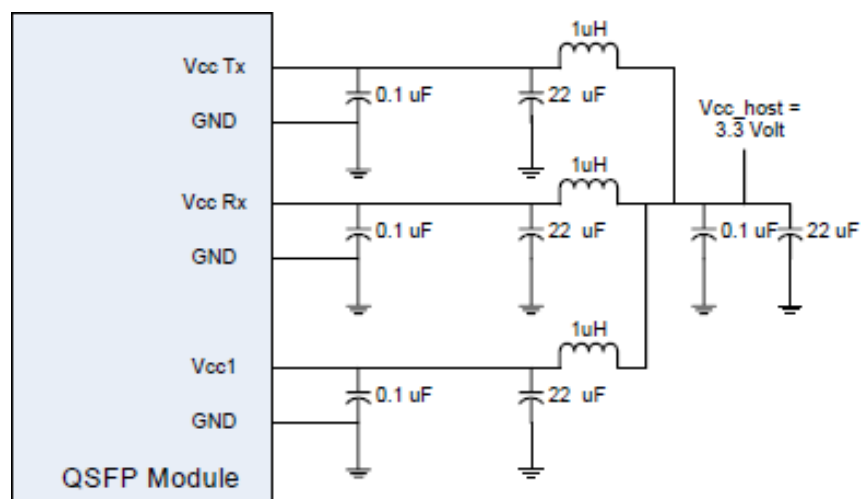 1uH
Vcc Tx
0.1 uF
22 uF
GND
Vcc_host =
3.3 Volt
1uH
Vcc Rx
0.1 uF
22 uF
0.1 uF
22 uF
GND
1uH
Vcc1
0.1 uF
22 uF
GND
QSFP Module